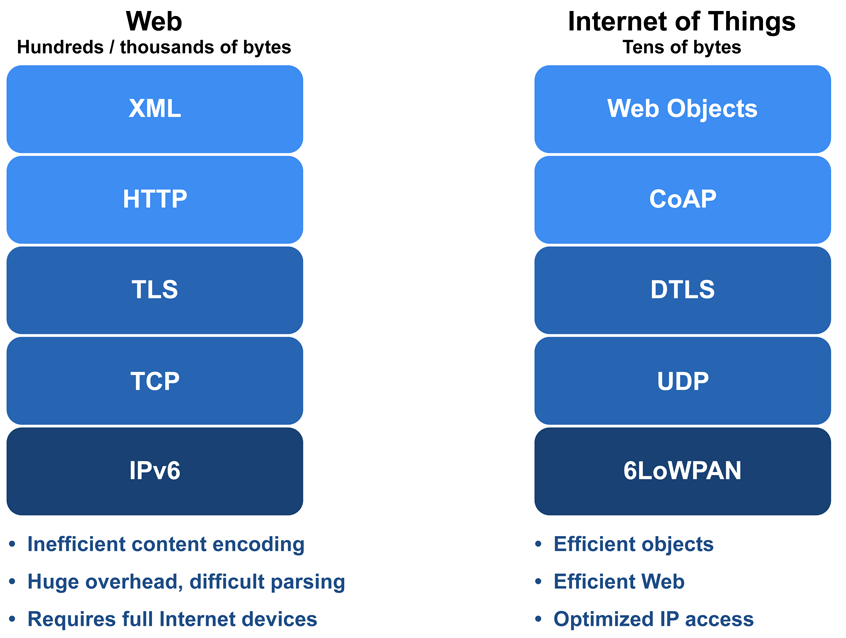 Web
Hundreds / thousands of bytes
XML
HTTP
TLS
TCP
IPv6
• Inefficient content encoding
• Huge overhead, difficult parsing
• Requires full Internet devices
Internet of Things
Tens of bytes
Web Objects
CoAP
DTLS
UDP
6LoWPAN
• Efficient objects
• Efficient Web
• Optimized IP access